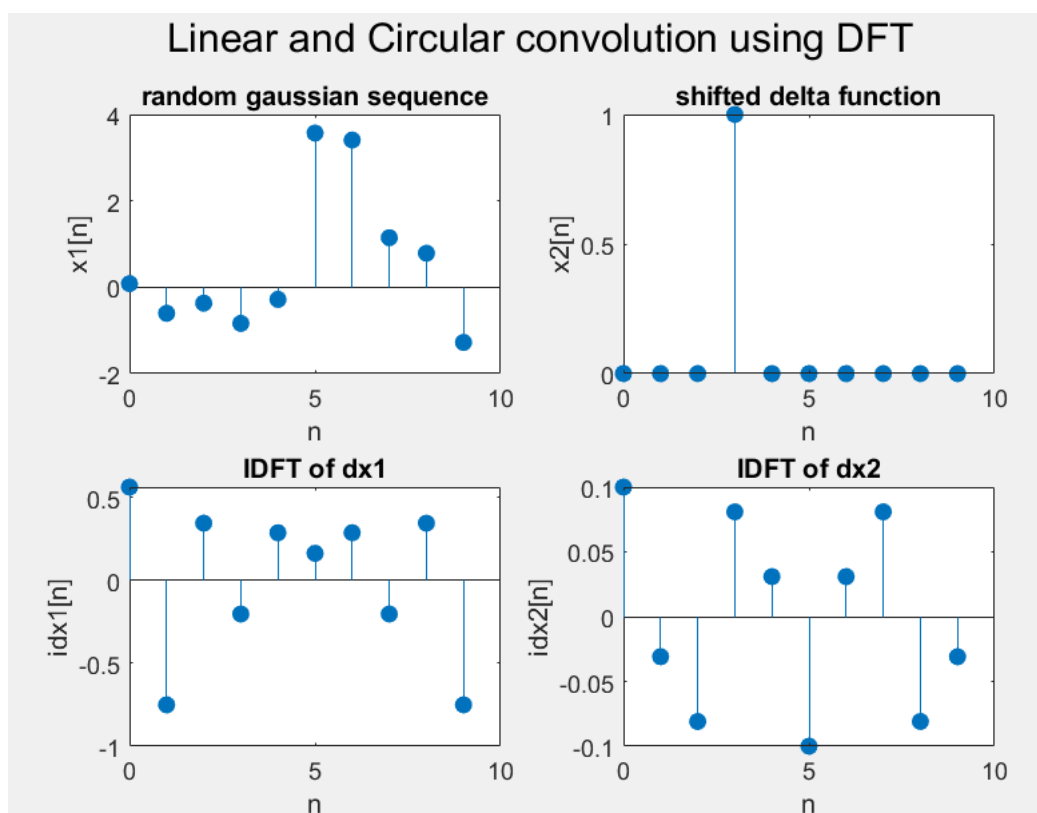 Linear and Circular convolution using DFT
random gaussian sequence
4
2
0
-2
x1[n]
0 5 10
n
shifted delta function
1
0.5
0
x2[n]
0 5 10
n
IDFT of dx1
0.5
0
-0.5
-1
idx1[n]
0 5 10
n
IDFT of dx2
0.1
0.05
0
-0.05
-0.1
idx2[n]
0 5 10
n